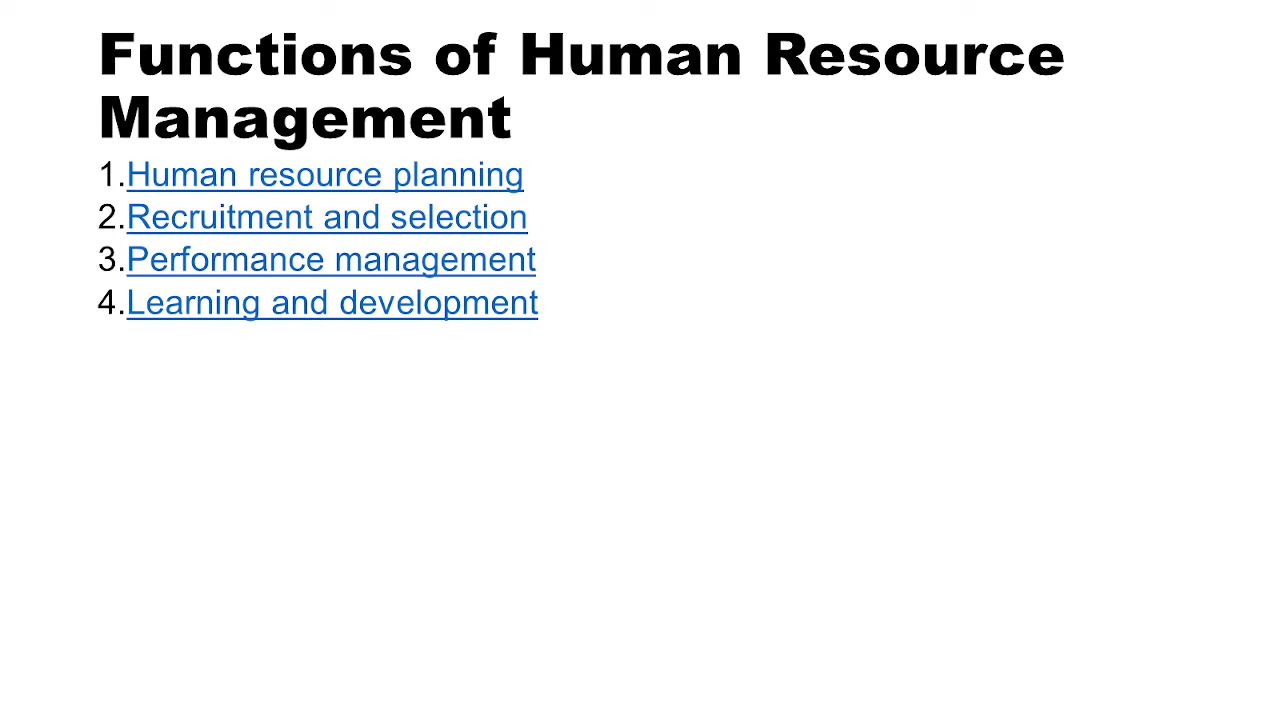 Functions of Human Resource
Management
1.Human resource planning
2.Recruitment and selection
3.Performance management
4.Learning and development